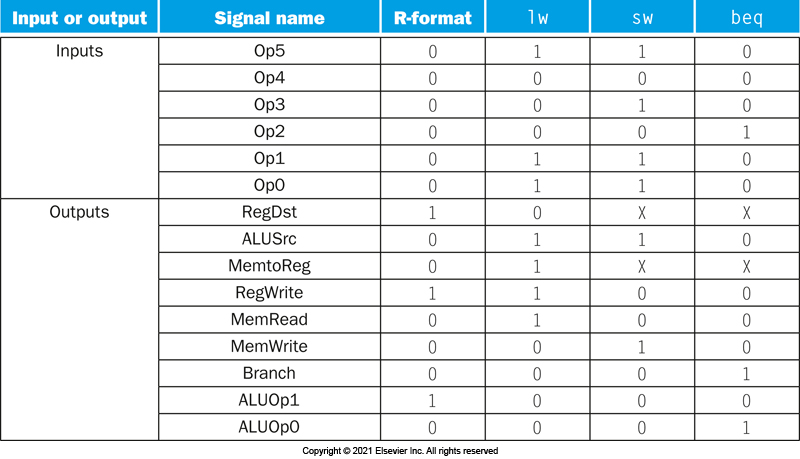 Input or output Signal name R-format lw sw beq
Inputs Op5 0 1 1 0
Op4 0 0 0 0
Op3 0 0 1 0
Op2 0 0 0 1
Op1 0 1 1 0
Op0 0 1 1 0
Outputs RegDst 1 0 X X
ALUSrc 0 1 1 0
MemtoReg 0 1 X X
RegWrite 1 1 0 0
MemRead 0 1 0 0
MemWrite 0 0 1 0
Branch 0 0 0 1
ALUOp1 1 0 0 0
ALUOp0 0 0 0 1
Copyright © 2021 Elsevier Inc. All rights reserved